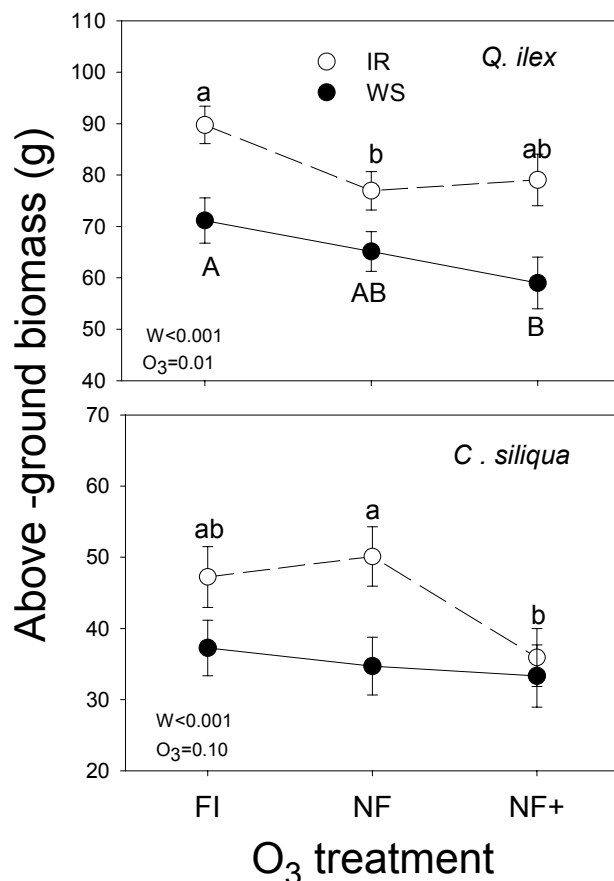 Above -ground biomass (g)
110
100
90
80
70
60
50
40
IR
WS
Q. ilex
a
b
ab
A
AB
B
W<0.001
O3=0.01
70
60
50
40
30
20
C . siliqua
ab
a
b
W<0.001
O3=0.10
FI NF NF+
O3 treatment